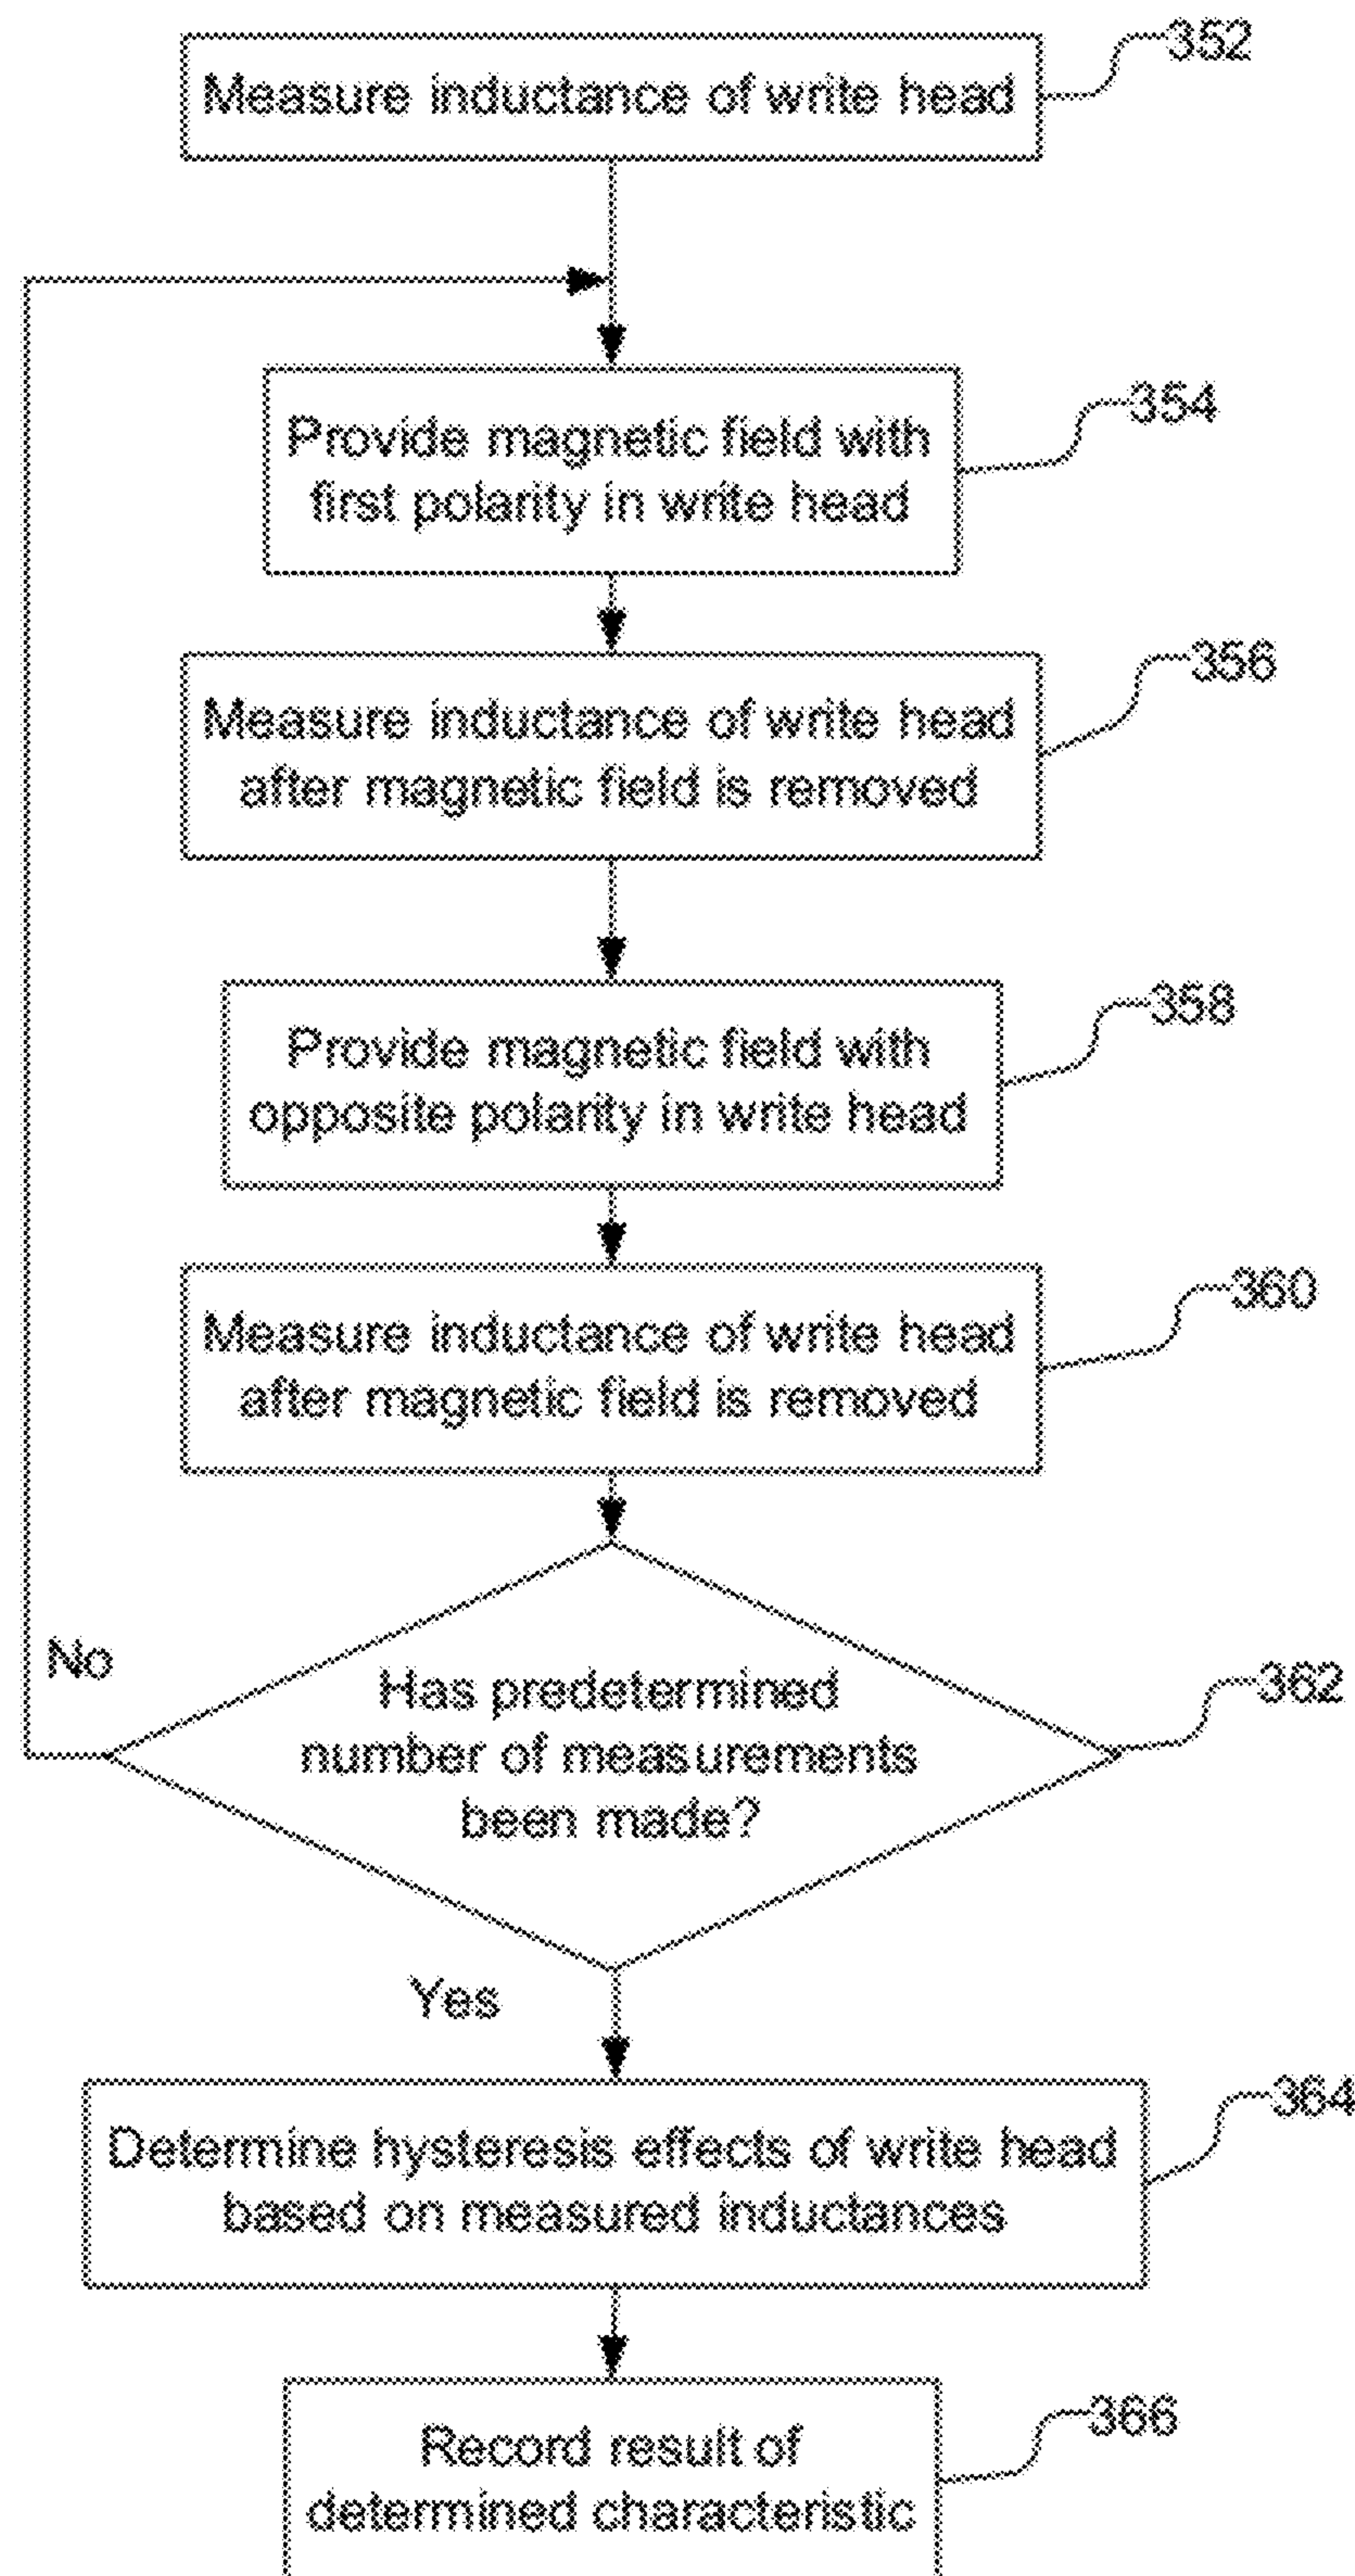 352
Measure inductance of write head
354
Provide magnetic field with
first polarity in write head
356
Measure inductance of write head
after magnetic field is removed
358
Provide magnetic field with
opposite polarity in write head
360
Measure inductance of write head
after magnetic field is removed
No
362
Has predetermined
number of measurements
been made?
Yes
364
Determine hysteresis effects of write head
based on measured inductances
366
Record result of
determined characteristic